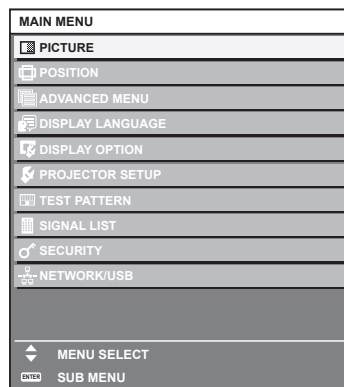 MAIN MENU
PICTURE
POSITION
ADVANCED MENU
DISPLAY LANGUAGE
DISPLAY OPTION
PROJECTOR SETUP
TEST PATTERN
SIGNAL LIST
SECURITY
NETWORK/USB
MENU SELECT
ENTER SUB MENU